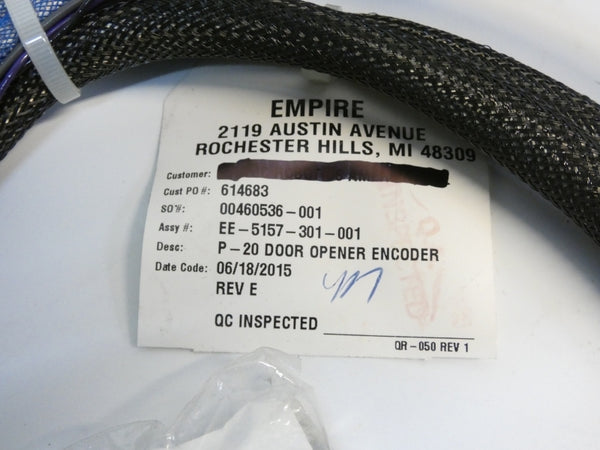 EMPIRE
2119 AUSTIN AVENUE
ROCHESTER HILLS, MI 48309
Customer:
Cust PO #: 614683
SO #: 00460536-001
Assy #: EE-5157-301-001
Desc: P-20 DOOR OPENER ENCODER
Date Code: 06/18/2015
REV E
QC INSPECTED
QR-050 REV 1